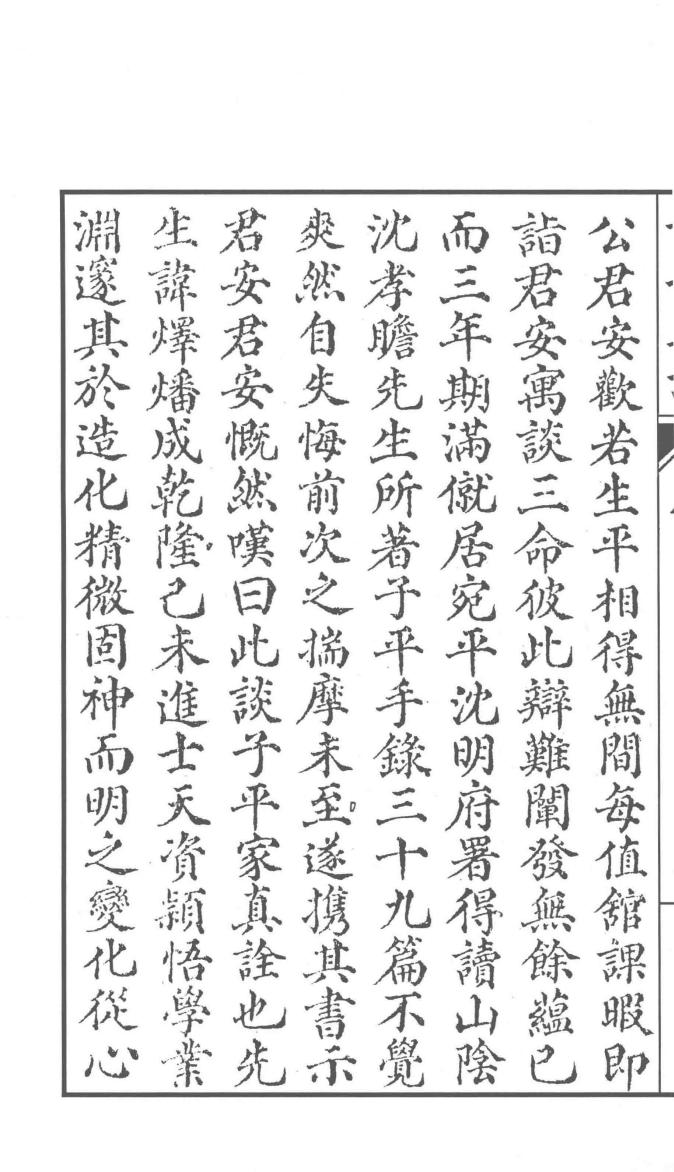 公君安歡若生平相得無間每值舘課暇即
詣君安寓談三命彼此辯難闡發無餘蘊已
而三年期滿僦居宛平沈明府署得讀山陰
沈孝瞻先生所著子平手錄三十九篇不覺
爽然自失悔前次之揣摩未至遂携其書示
君安君安慨然嘆曰此談子平家真詮也先
生諱燡燔成乾隆己未進士天資穎悟學業
淵邃其於造化精微固神而明之變化從心